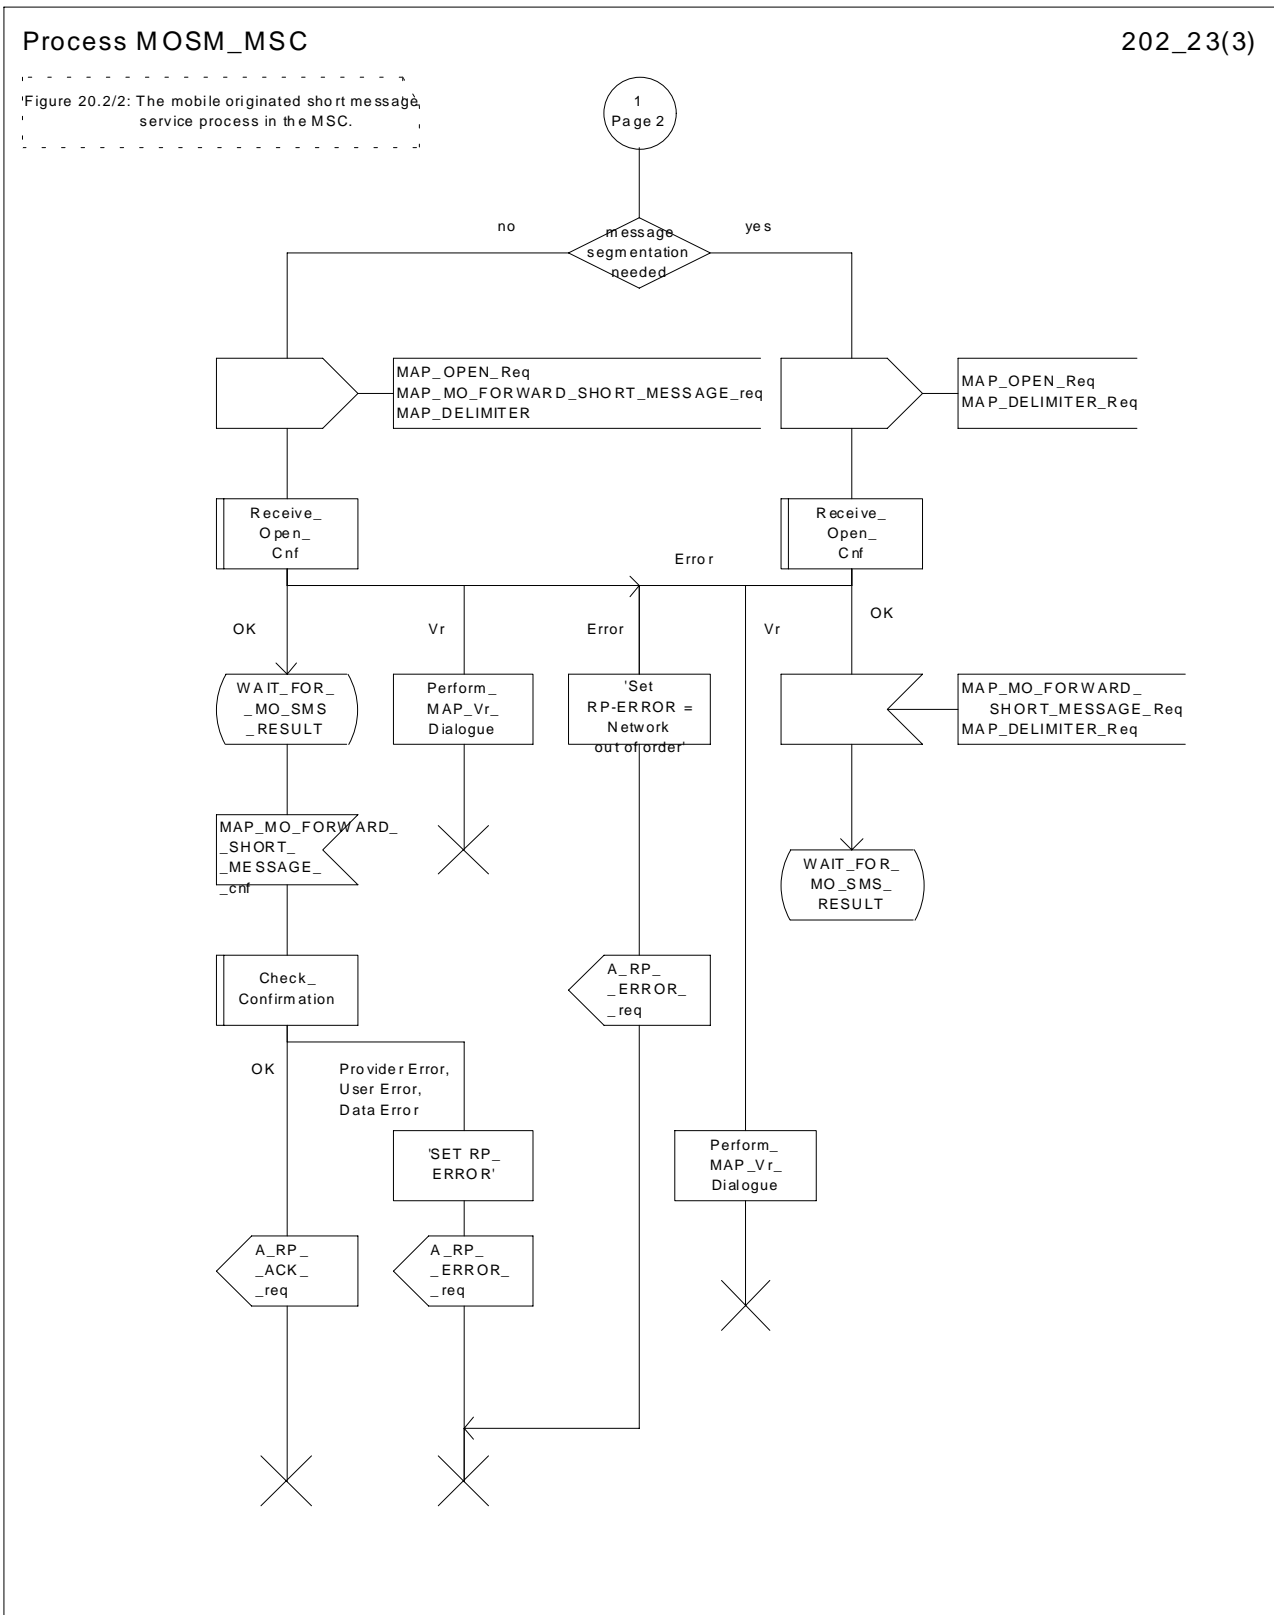 Process MOSM_MSC
202_23(3)
Figure 20.2/2: The mobile originated short message
service process in the MSC.
1
Page 2
no
message
segmentation
needed
yes
MAP_OPEN_Req
MAP_MO_FORWARD_SHORT_MESSAGE_req
MAP_DELIMITER
MAP_OPEN_Req
MAP_DELIMITER_Req
Receive_
Open_
Cnf
Receive_
Open_
Cnf
Error
OK
Vr
Error
Vr
OK
WAIT_FOR_
_MO_SMS
_RESULT
Perform_
MAP_Vr_
Dialogue
'Set
RP-ERROR =
Network
out of order'
MAP_MO_FORWARD_
SHORT_MESSAGE_Req
MAP_DELIMITER_Req
MAP_MO_FORWARD_
_SHORT_
_MESSAGE_
_cnf
WAIT_FOR_
MO_SMS_
RESULT
Check_
Confirmation
A_RP_
_ERROR_
_req
OK
Provider Error,
User Error,
Data Error
'SET RP_
ERROR'
Perform_
MAP_Vr_
Dialogue
A_RP_
_ACK_
_req
A_RP_
_ERROR_
_req